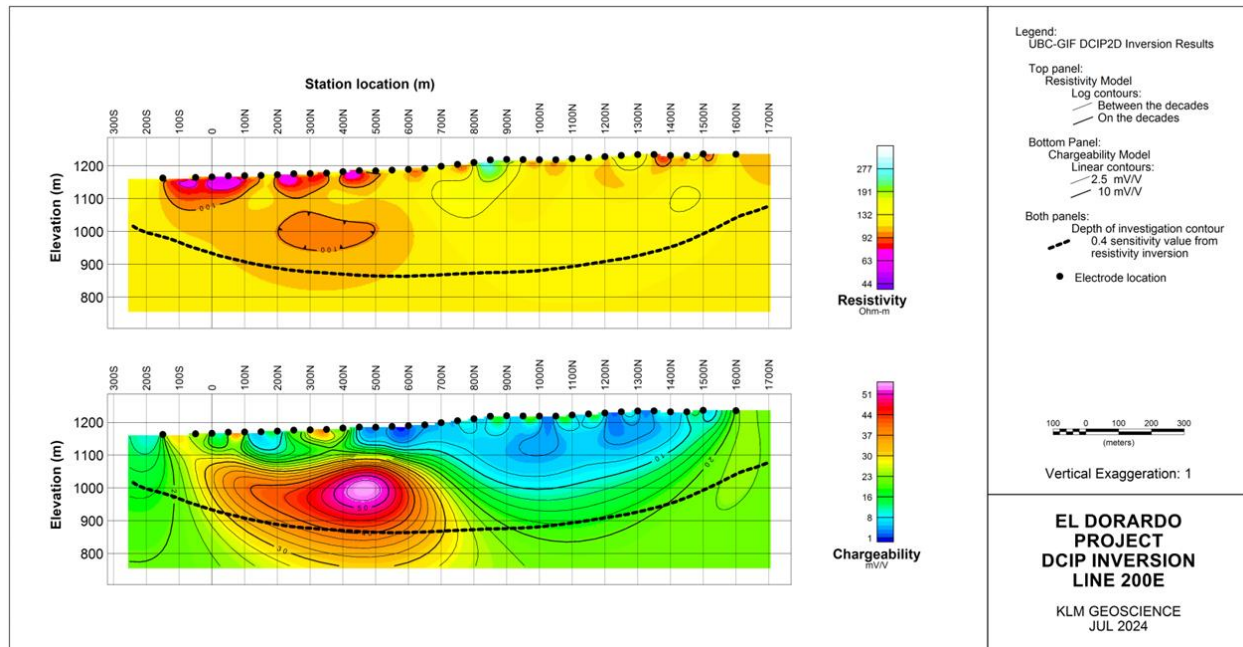 Station location (m)
300S
200S
100S
0
100N
200N
300N
400N
500N
600N
700N
800N
900N
1000N
1100N
1200N
1300N
1400N
1500N
1600N
1700N
Elevation (m)
1200
1100
1000
900
800
100
100
277
191
132
92
63
44
Resistivity
Ohm-m
300S
200S
100S
0
100N
200N
300N
400N
500N
600N
700N
800N
900N
1000N
1100N
1200N
1300N
1400N
1500N
1600N
1700N
Elevation (m)
1200
1100
1000
900
800
10
20
30
51
44
37
30
23
16
8
1
Chargeability
mV/V
Legend:
UBC-GIF DCIP2D Inversion Results
Top panel:
Resistivity Model
Log contours:
Between the decades
On the decades
Bottom Panel:
Chargeability Model
Linear contours:
2.5 mV/V
10 mV/V
Both panels:
Depth of investigation contour
0.4 sensitivity value from
resistivity inversion
Electrode location
100 0 100 200 300
(meters)
Vertical Exaggeration: 1
EL DORARDO
PROJECT
DCIP INVERSION
LINE 200E
KLM GEOSCIENCE
JUL 2024